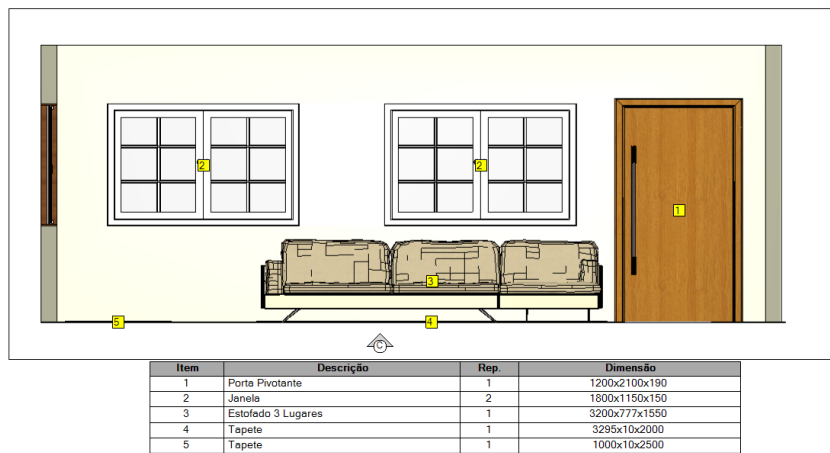 2
2
1
3
5
4
C
Item Descrição Rep. Dimensão
1 Porta Pivotante 1 1200x2100x190
2 Janela 2 1800x1150x150
3 Estofado 3 Lugares 1 3200x777x1550
4 Tapete 1 3295x10x2000
5 Tapete 1 1000x10x2500